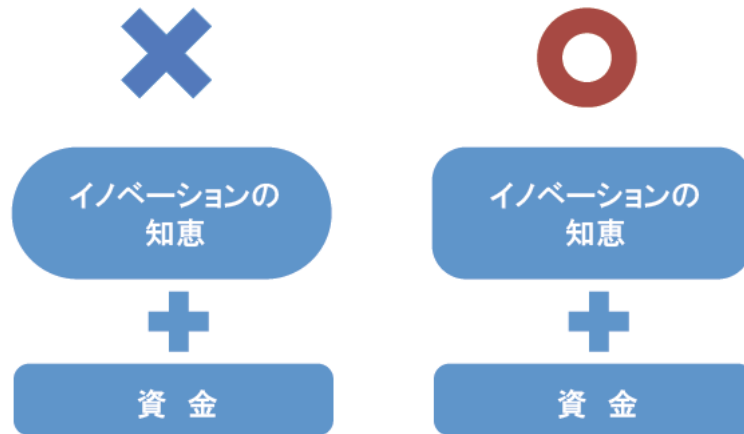 イノベーションの
知恵
資 金
イノベーションの
知恵
資 金